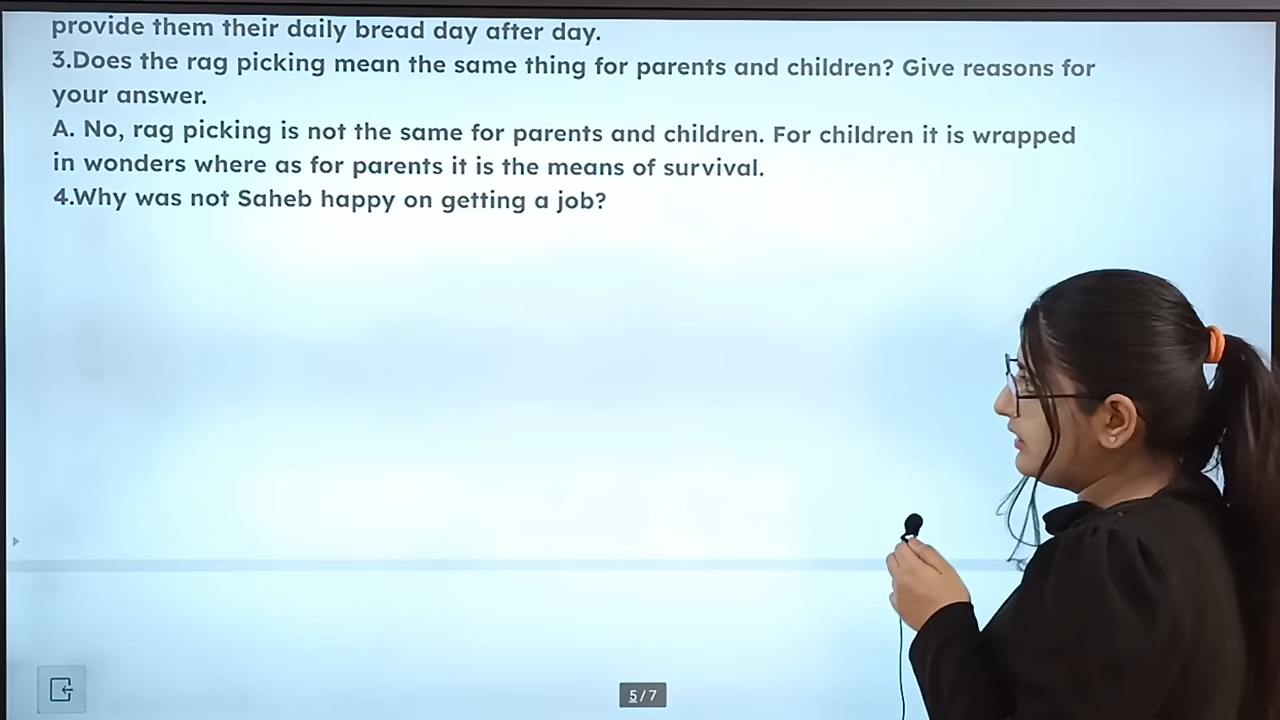 provide them their daily bread day after day.
3.Does the rag picking mean the same thing for parents and children? Give reasons for
your answer.
A. No, rag picking is not the same for parents and children. For children it is wrapped
in wonders where as for parents it is the means of survival.
4.Why was not Saheb happy on getting a job?
5/7